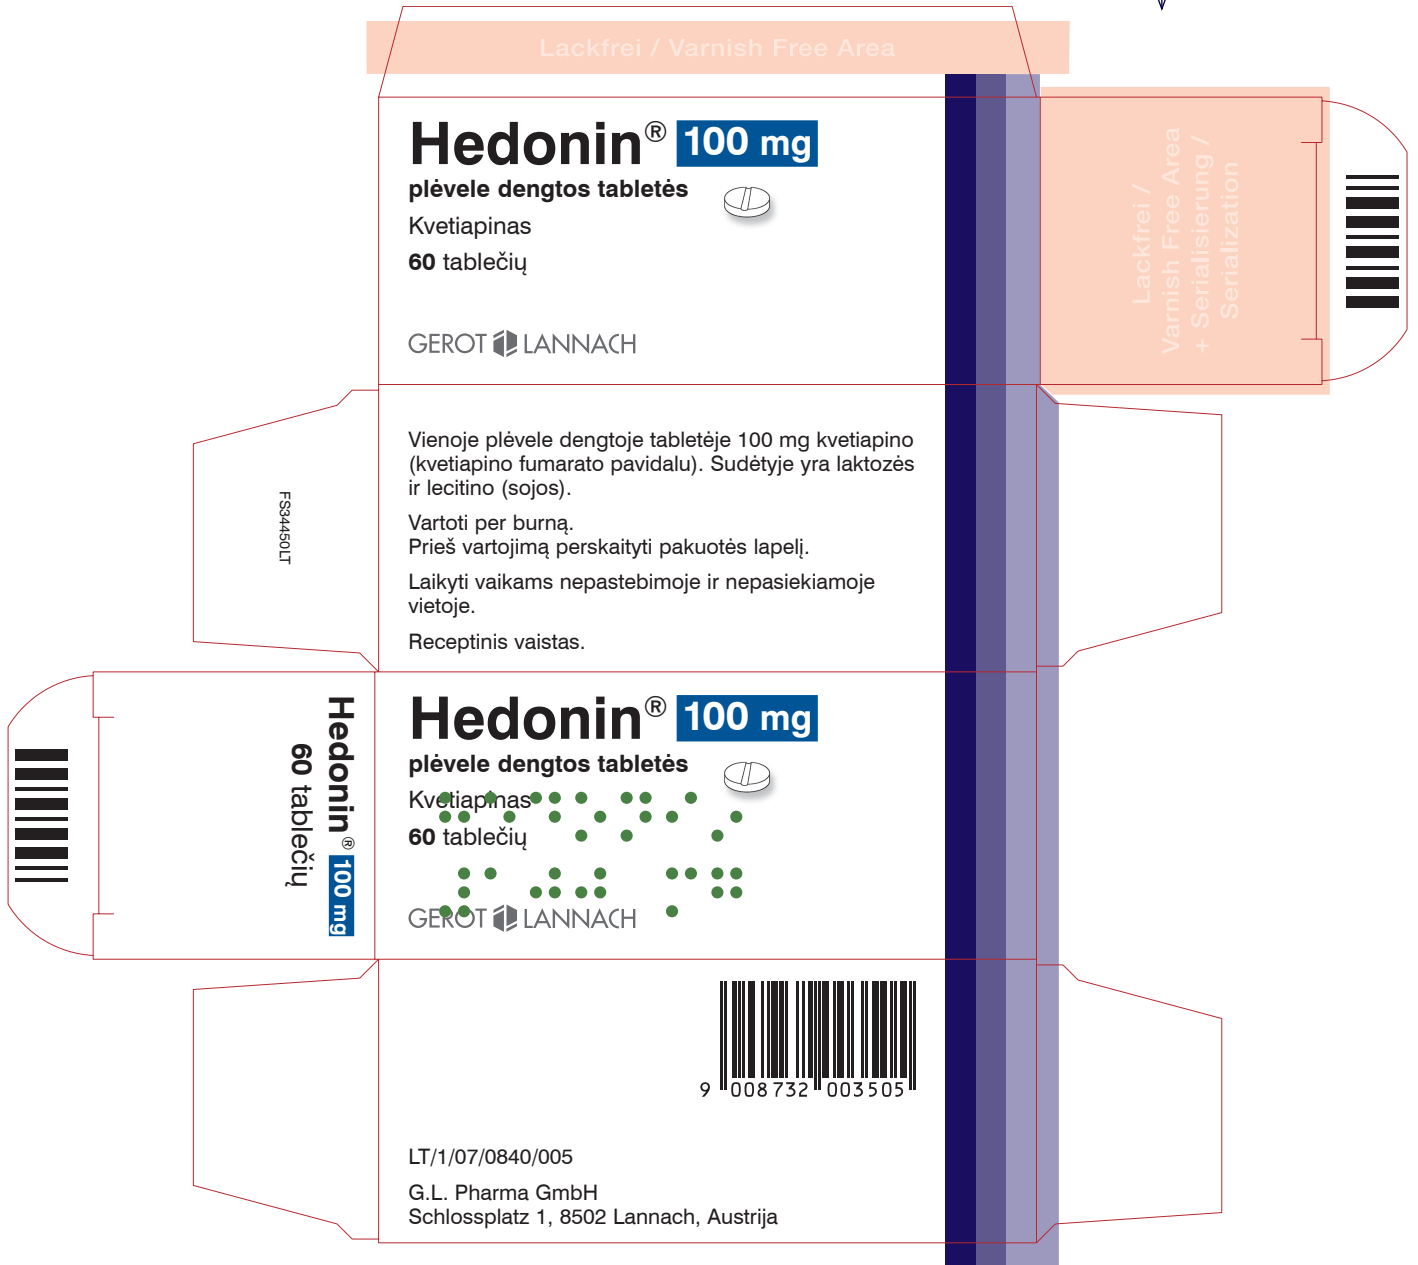 Lackfrei / Varnish Free Area
Hedonin® 100 mg
plėvele dengtos tabletės
Kvetiapinas
60 tablečių
GEROT LANNACH
Lackfrei /
Varnish Free Area
+ Serialisierung /
Serialization
Vienoje plėvele dengtoje tabletėje 100 mg kvetiapino
(kvetiapino fumarato pavidalu). Sudėtyje yra laktozės
ir lecitino (sojos).
Vartoti per burną.
Prieš vartojimą perskaityti pakuotės lapelį.
Laikyti vaikams nepastebimoje ir nepasiekiamoje
vietoje.
Receptinis vaistas.
FS34450LT
Hedonin® 100 mg
60 tablečių
Hedonin® 100 mg
plėvele dengtos tabletės
Kvetiapinas
60 tablečių
GEROT LANNACH
9 008732 003505
LT/1/07/0840/005
G.L. Pharma GmbH
Schlossplatz 1, 8502 Lannach, Austrija